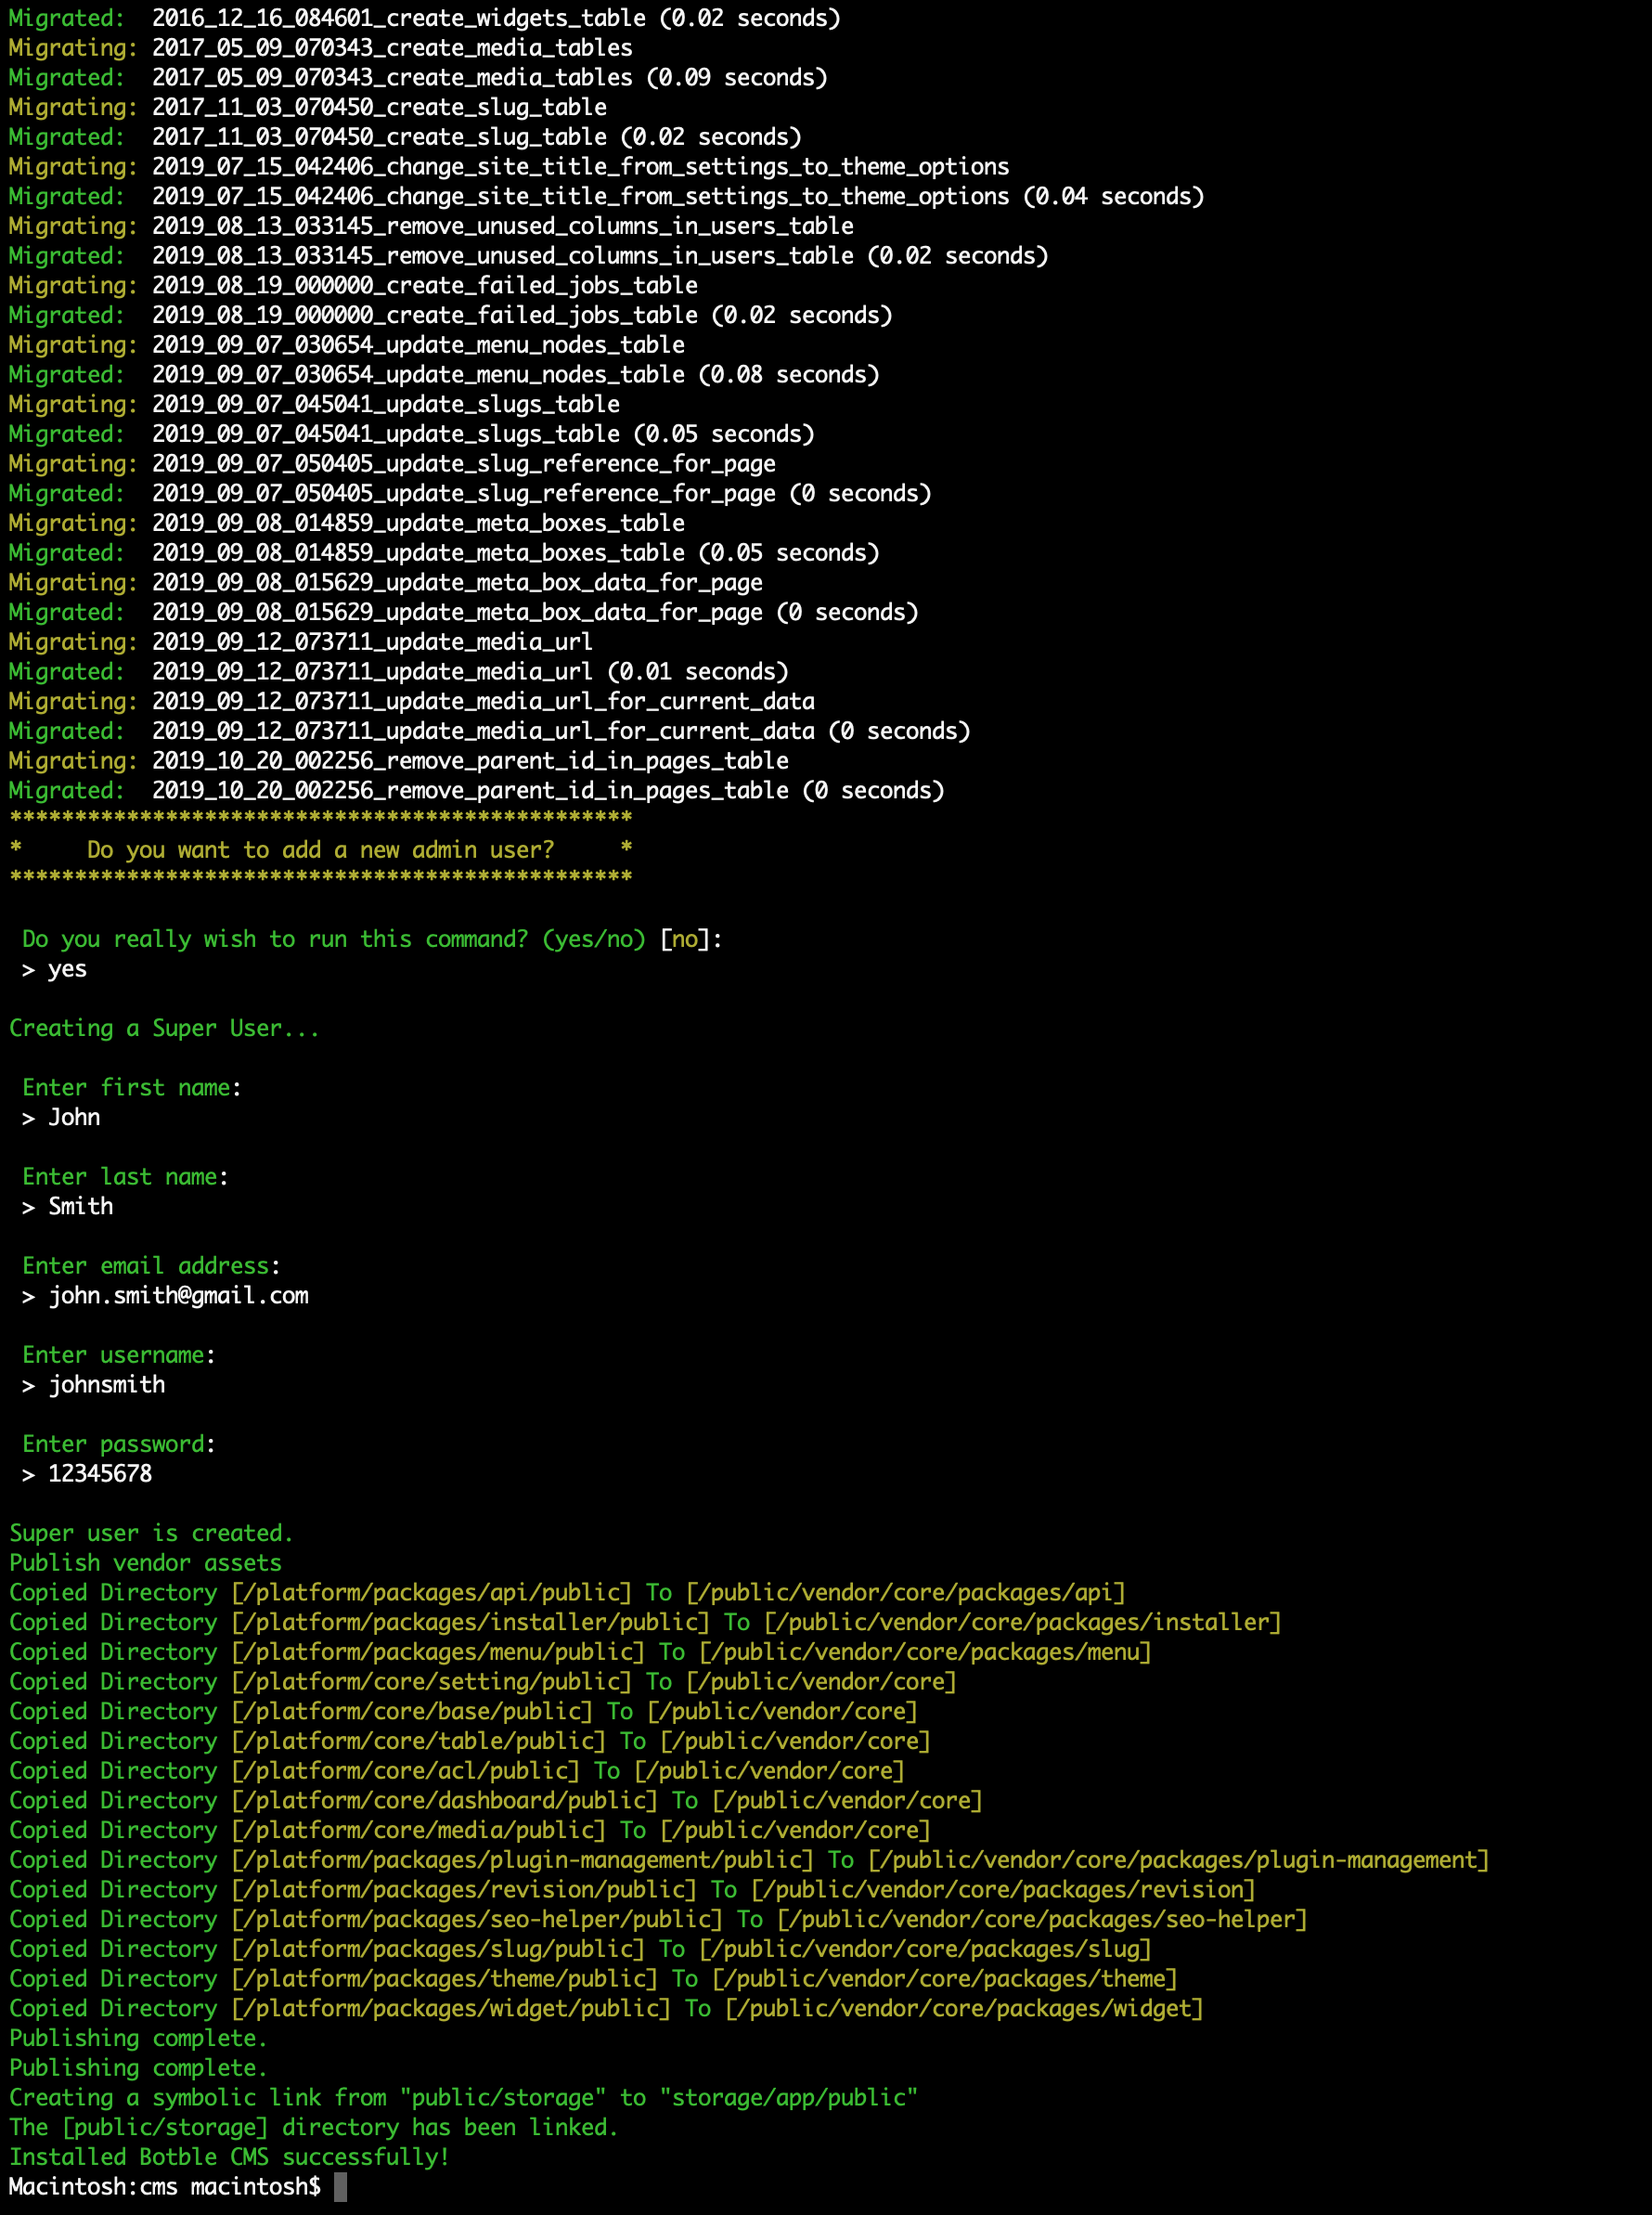 Migrated:  2016_12_16_084601_create_widgets_table (0.02 seconds)
Migrating: 2017_05_09_070343_create_media_tables
Migrated:  2017_05_09_070343_create_media_tables (0.09 seconds)
Migrating: 2017_11_03_070450_create_slug_table
Migrated:  2017_11_03_070450_create_slug_table (0.02 seconds)
Migrating: 2019_07_15_042406_change_site_title_from_settings_to_theme_options
Migrated:  2019_07_15_042406_change_site_title_from_settings_to_theme_options (0.04 seconds)
Migrating: 2019_08_13_033145_remove_unused_columns_in_users_table
Migrated:  2019_08_13_033145_remove_unused_columns_in_users_table (0.02 seconds)
Migrating: 2019_08_19_000000_create_failed_jobs_table
Migrated:  2019_08_19_000000_create_failed_jobs_table (0.02 seconds)
Migrating: 2019_09_07_030654_update_menu_nodes_table
Migrated:  2019_09_07_030654_update_menu_nodes_table (0.08 seconds)
Migrating: 2019_09_07_045041_update_slugs_table
Migrated:  2019_09_07_045041_update_slugs_table (0.05 seconds)
Migrating: 2019_09_07_050405_update_slug_reference_for_page
Migrated:  2019_09_07_050405_update_slug_reference_for_page (0 seconds)
Migrating: 2019_09_08_014859_update_meta_boxes_table
Migrated:  2019_09_08_014859_update_meta_boxes_table (0.05 seconds)
Migrating: 2019_09_08_015629_update_meta_box_data_for_page
Migrated:  2019_09_08_015629_update_meta_box_data_for_page (0 seconds)
Migrating: 2019_09_12_073711_update_media_url
Migrated:  2019_09_12_073711_update_media_url (0.01 seconds)
Migrating: 2019_09_12_073711_update_media_url_for_current_data
Migrated:  2019_09_12_073711_update_media_url_for_current_data (0 seconds)
Migrating: 2019_10_20_002256_remove_parent_id_in_pages_table
Migrated:  2019_10_20_002256_remove_parent_id_in_pages_table (0 seconds)
************************************************
*     Do you want to add a new admin user?     *
************************************************
Do you really wish to run this command? (yes/no) [no]:
> yes
Creating a Super User...
Enter first name:
> John
Enter last name:
> Smith
Enter email address:
> john.smith@gmail.com
Enter username:
> johnsmith
Enter password:
> 12345678
Super user is created.
Publish vendor assets
Copied Directory [/platform/packages/api/public] To [/public/vendor/core/packages/api]
Copied Directory [/platform/packages/installer/public] To [/public/vendor/core/packages/installer]
Copied Directory [/platform/packages/menu/public] To [/public/vendor/core/packages/menu]
Copied Directory [/platform/core/setting/public] To [/public/vendor/core]
Copied Directory [/platform/core/base/public] To [/public/vendor/core]
Copied Directory [/platform/core/table/public] To [/public/vendor/core]
Copied Directory [/platform/core/acl/public] To [/public/vendor/core]
Copied Directory [/platform/core/dashboard/public] To [/public/vendor/core]
Copied Directory [/platform/core/media/public] To [/public/vendor/core]
Copied Directory [/platform/packages/plugin-management/public] To [/public/vendor/core/packages/plugin-management]
Copied Directory [/platform/packages/revision/public] To [/public/vendor/core/packages/revision]
Copied Directory [/platform/packages/seo-helper/public] To [/public/vendor/core/packages/seo-helper]
Copied Directory [/platform/packages/slug/public] To [/public/vendor/core/packages/slug]
Copied Directory [/platform/packages/theme/public] To [/public/vendor/core/packages/theme]
Copied Directory [/platform/packages/widget/public] To [/public/vendor/core/packages/widget]
Publishing complete.
Publishing complete.
Creating a symbolic link from "public/storage" to "storage/app/public"
The [public/storage] directory has been linked.
Installed Botble CMS successfully!
Macintosh:cms macintosh$